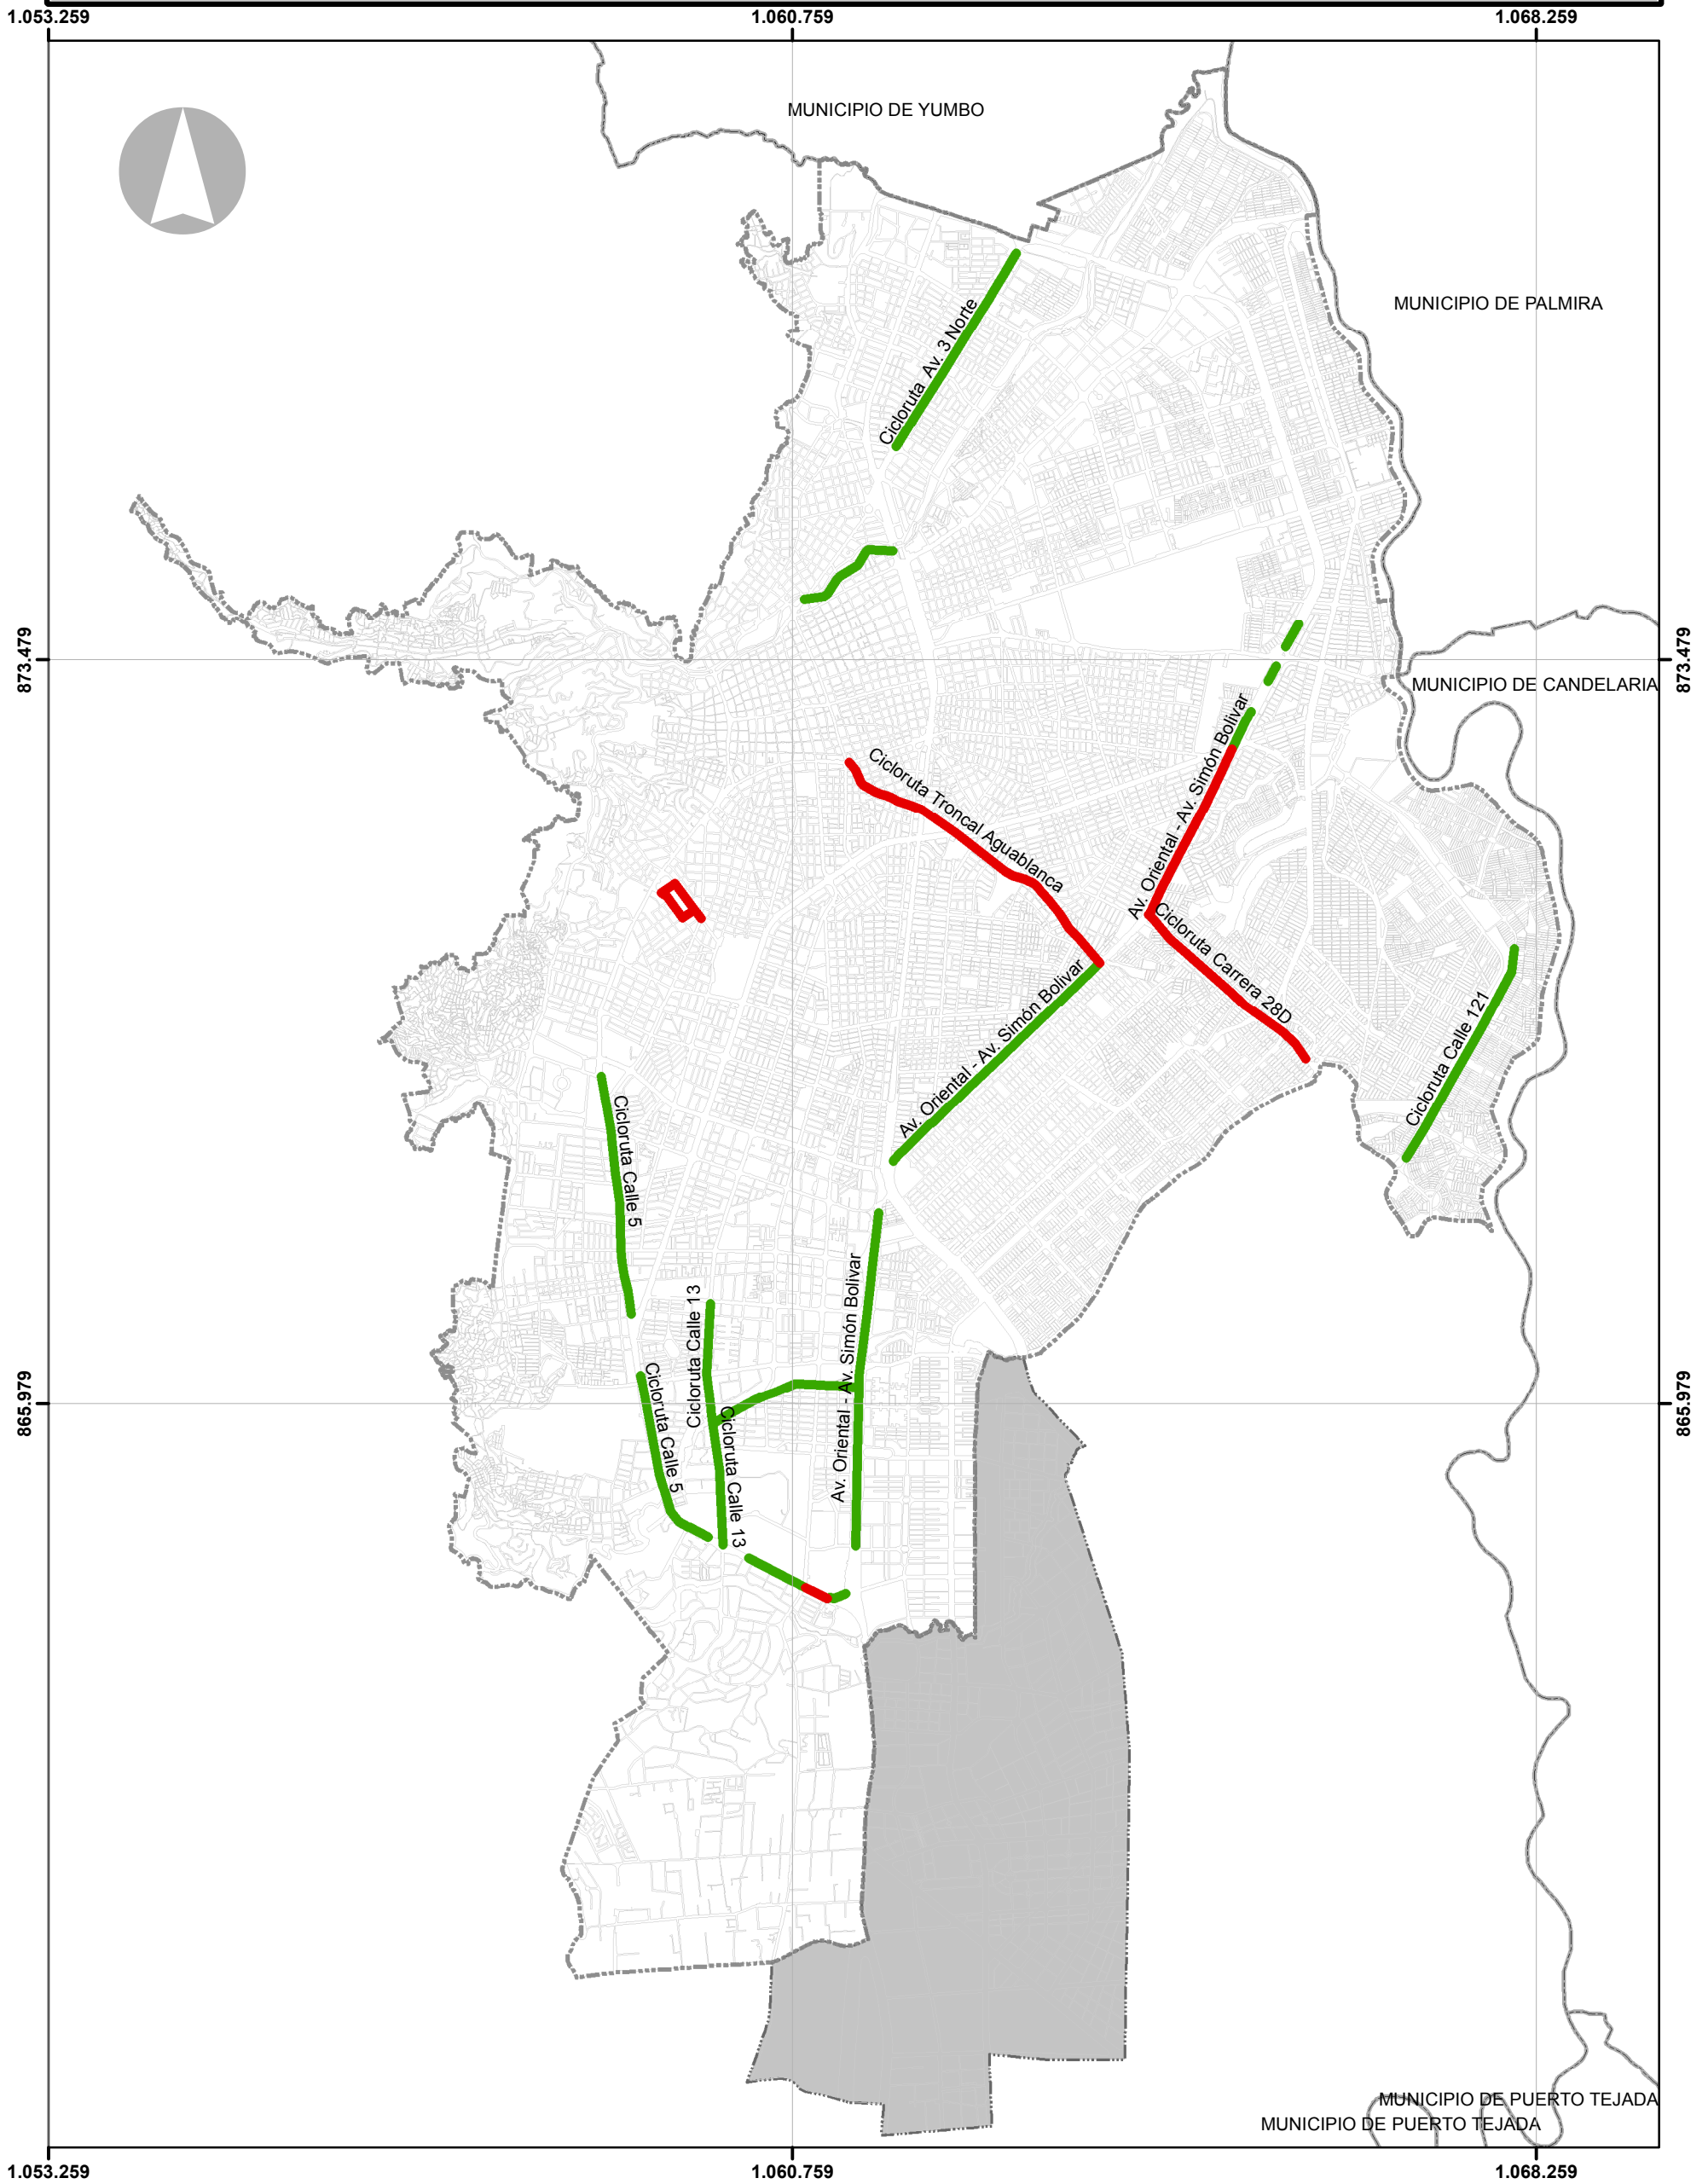 1.053.259
1.060.759
1.068.259
MUNICIPIO DE YUMBO
MUNICIPIO DE PALMIRA
Cicloruta Av. 3 Norte
873.479
873.479
MUNICIPIO DE CANDELARIA
Av. Oriental - Av. Simón Bolivar
Cicloruta Troncal Aguablanca
Cicloruta Carrera 28D
Av. Oriental - Av. Simón Bolivar
Cicloruta Calle 121
Cicloruta Calle 5
Av. Oriental - Av. Simón Bolivar
Cicloruta Calle 13
Cicloruta Calle 5
Cicloruta Calle 13
865.979
865.979
MUNICIPIO DE PUERTO TEJADA
MUNICIPIO DE PUERTO TEJADA
1.053.259
1.060.759
1.068.259